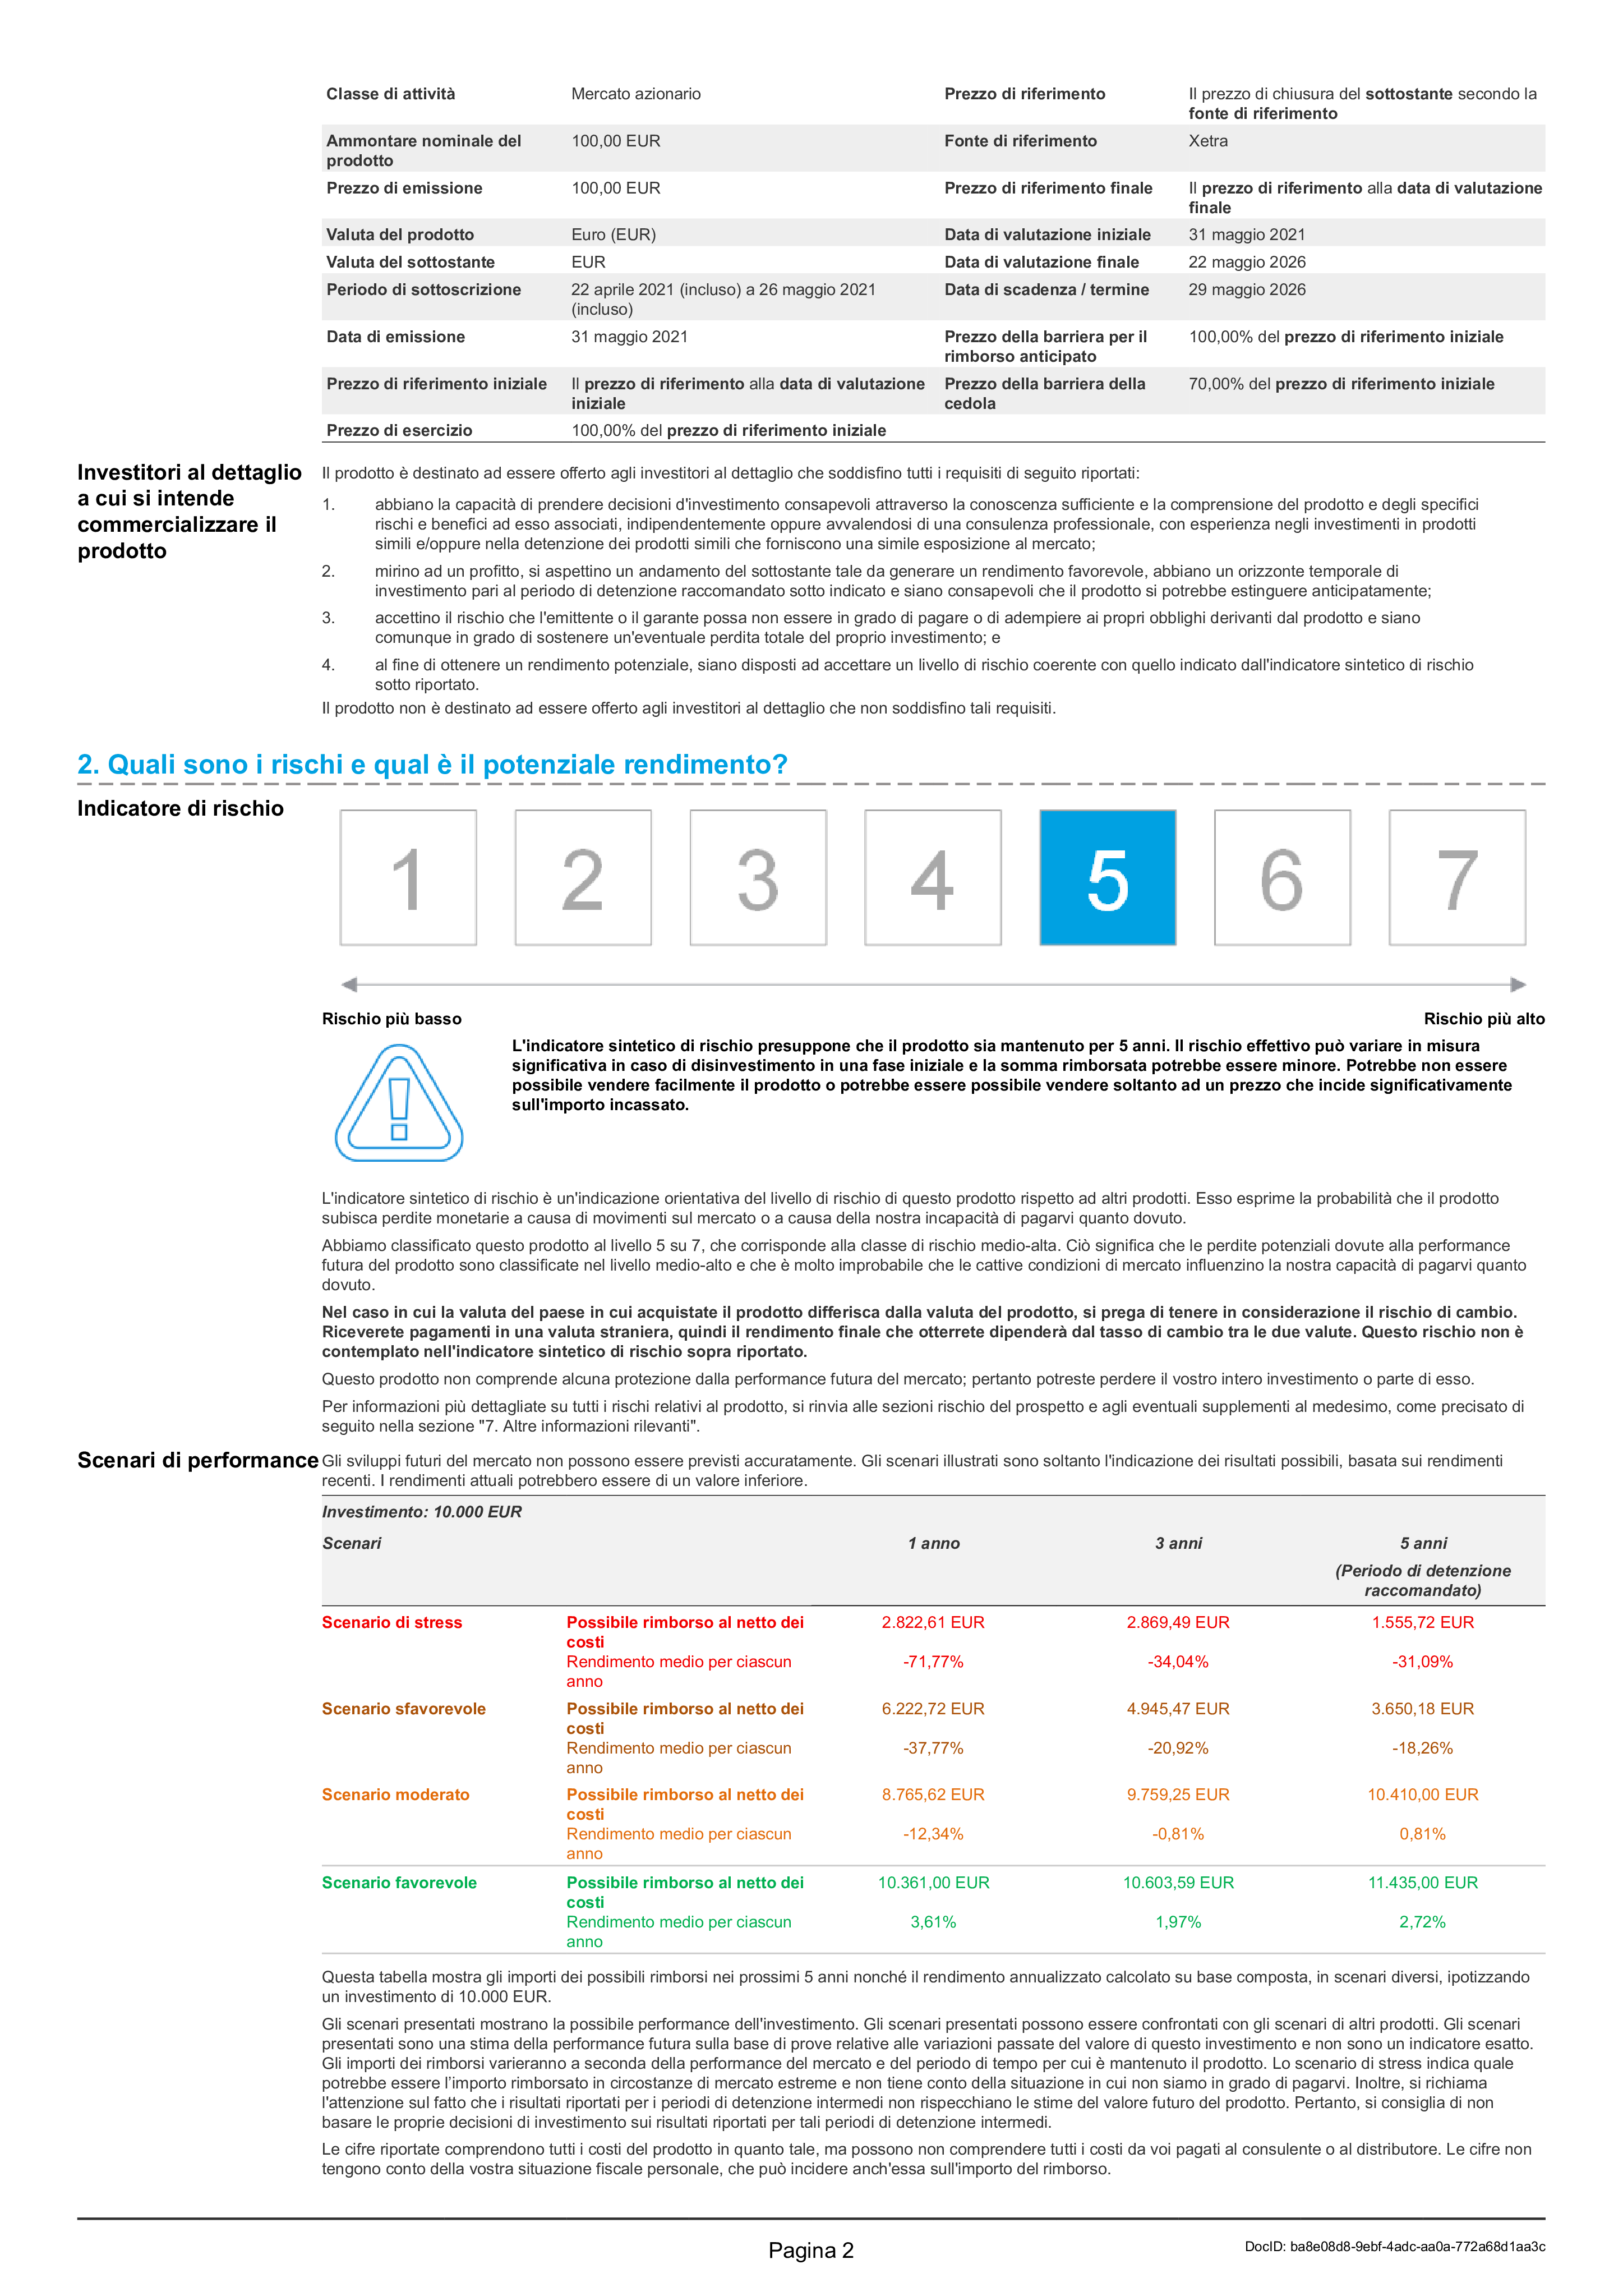 Classe di attività Mercato azionario Prezzo di riferimento Il prezzo di chiusura del sottostante secondo la
fonte di riferimento
Ammontare nominale del 100,00 EUR Fonte di riferimento Xetra
prodotto
Prezzo di emissione 100,00 EUR Prezzo di riferimento finale Il prezzo di riferimento alla data di valutazione
finale
Valuta del prodotto Euro (EUR) Data di valutazione iniziale 31 maggio 2021
Valuta del sottostante EUR Data di valutazione finale 22 maggio 2026
Periodo di sottoscrizione 22 aprile 2021 (incluso) a 26 maggio 2021 Data di scadenza / termine 29 maggio 2026
(incluso)
Data di emissione 31 maggio 2021 Prezzo della barriera per il 100,00% del prezzo di riferimento iniziale
rimborso anticipato
Prezzo di riferimento iniziale Il prezzo di riferimento alla data di valutazione Prezzo della barriera della 70,00% del prezzo di riferimento iniziale
iniziale cedola
Prezzo di esercizio 100,00% del prezzo di riferimento iniziale
Investitori al dettaglio
a cui si intende
commercializzare il
prodotto
Il prodotto è destinato ad essere offerto agli investitori al dettaglio che soddisfino tutti i requisiti di seguito riportati:
1. abbiano la capacità di prendere decisioni d'investimento consapevoli attraverso la conoscenza sufficiente e la comprensione del prodotto e degli specifici
rischi e benefici ad esso associati, indipendentemente oppure avvalendosi di una consulenza professionale, con esperienza negli investimenti in prodotti
simili e/oppure nella detenzione dei prodotti simili che forniscono una simile esposizione al mercato;
2. mirino ad un profitto, si aspettino un andamento del sottostante tale da generare un rendimento favorevole, abbiano un orizzonte temporale di
investimento pari al periodo di detenzione raccomandato sotto indicato e siano consapevoli che il prodotto si potrebbe estinguere anticipatamente;
3. accettino il rischio che l'emittente o il garante possa non essere in grado di pagare o di adempiere ai propri obblighi derivanti dal prodotto e siano
comunque in grado di sostenere un'eventuale perdita totale del proprio investimento; e
4. al fine di ottenere un rendimento potenziale, siano disposti ad accettare un livello di rischio coerente con quello indicato dall'indicatore sintetico di rischio
sotto riportato.
Il prodotto non è destinato ad essere offerto agli investitori al dettaglio che non soddisfino tali requisiti.
2. Quali sono i rischi e qual è il potenziale rendimento?
Indicatore di rischio
1 2 3 4 5 6 7
Rischio più basso Rischio più alto
L'indicatore sintetico di rischio presuppone che il prodotto sia mantenuto per 5 anni. Il rischio effettivo può variare in misura
significativa in caso di disinvestimento in una fase iniziale e la somma rimborsata potrebbe essere minore. Potrebbe non essere
possibile vendere facilmente il prodotto o potrebbe essere possibile vendere soltanto ad un prezzo che incide significativamente
sull'importo incassato.
L'indicatore sintetico di rischio è un'indicazione orientativa del livello di rischio di questo prodotto rispetto ad altri prodotti. Esso esprime la probabilità che il prodotto
subisca perdite monetarie a causa di movimenti sul mercato o a causa della nostra incapacità di pagarvi quanto dovuto.
Abbiamo classificato questo prodotto al livello 5 su 7, che corrisponde alla classe di rischio medio-alta. Ciò significa che le perdite potenziali dovute alla performance
futura del prodotto sono classificate nel livello medio-alto e che è molto improbabile che le cattive condizioni di mercato influenzino la nostra capacità di pagarvi quanto
dovuto.
Nel caso in cui la valuta del paese in cui acquistate il prodotto differisca dalla valuta del prodotto, si prega di tenere in considerazione il rischio di cambio.
Riceverete pagamenti in una valuta straniera, quindi il rendimento finale che otterrete dipenderà dal tasso di cambio tra le due valute. Questo rischio non è
contemplato nell'indicatore sintetico di rischio sopra riportato.
Questo prodotto non comprende alcuna protezione dalla performance futura del mercato; pertanto potreste perdere il vostro intero investimento o parte di esso.
Per informazioni più dettagliate su tutti i rischi relativi al prodotto, si rinvia alle sezioni rischio del prospetto e agli eventuali supplementi al medesimo, come precisato di
seguito nella sezione "7. Altre informazioni rilevanti".
Scenari di performance
Gli sviluppi futuri del mercato non possono essere previsti accuratamente. Gli scenari illustrati sono soltanto l'indicazione dei risultati possibili, basata sui rendimenti
recenti. I rendimenti attuali potrebbero essere di un valore inferiore.
Investimento: 10.000 EUR
Scenari 1 anno 3 anni 5 anni
(Periodo di detenzione
raccomandato)
Scenario di stress Possibile rimborso al netto dei 2.822,61 EUR 2.869,49 EUR 1.555,72 EUR
costi
Rendimento medio per ciascun -71,77% -34,04% -31,09%
anno
Scenario sfavorevole Possibile rimborso al netto dei 6.222,72 EUR 4.945,47 EUR 3.650,18 EUR
costi
Rendimento medio per ciascun -37,77% -20,92% -18,26%
anno
Scenario moderato Possibile rimborso al netto dei 8.765,62 EUR 9.759,25 EUR 10.410,00 EUR
costi
Rendimento medio per ciascun -12,34% -0,81% 0,81%
anno
Scenario favorevole Possibile rimborso al netto dei 10.361,00 EUR 10.603,59 EUR 11.435,00 EUR
costi
Rendimento medio per ciascun 3,61% 1,97% 2,72%
anno
Questa tabella mostra gli importi dei possibili rimborsi nei prossimi 5 anni nonché il rendimento annualizzato calcolato su base composta, in scenari diversi, ipotizzando
un investimento di 10.000 EUR.
Gli scenari presentati mostrano la possibile performance dell'investimento. Gli scenari presentati possono essere confrontati con gli scenari di altri prodotti. Gli scenari
presentati sono una stima della performance futura sulla base di prove relative alle variazioni passate del valore di questo investimento e non sono un indicatore esatto.
Gli importi dei rimborsi varieranno a seconda della performance del mercato e del periodo di tempo per cui è mantenuto il prodotto. Lo scenario di stress indica quale
potrebbe essere l’importo rimborsato in circostanze di mercato estreme e non tiene conto della situazione in cui non siamo in grado di pagarvi. Inoltre, si richiama
l'attenzione sul fatto che i risultati riportati per i periodi di detenzione intermedi non rispecchiano le stime del valore futuro del prodotto. Pertanto, si consiglia di non
basare le proprie decisioni di investimento sui risultati riportati per tali periodi di detenzione intermedi.
Le cifre riportate comprendono tutti i costi del prodotto in quanto tale, ma possono non comprendere tutti i costi da voi pagati al consulente o al distributore. Le cifre non
tengono conto della vostra situazione fiscale personale, che può incidere anch'essa sull'importo del rimborso.
Pagina 2 DocID: ba8e08d8-9ebf-4adc-aa0a-772a68d1aa3c